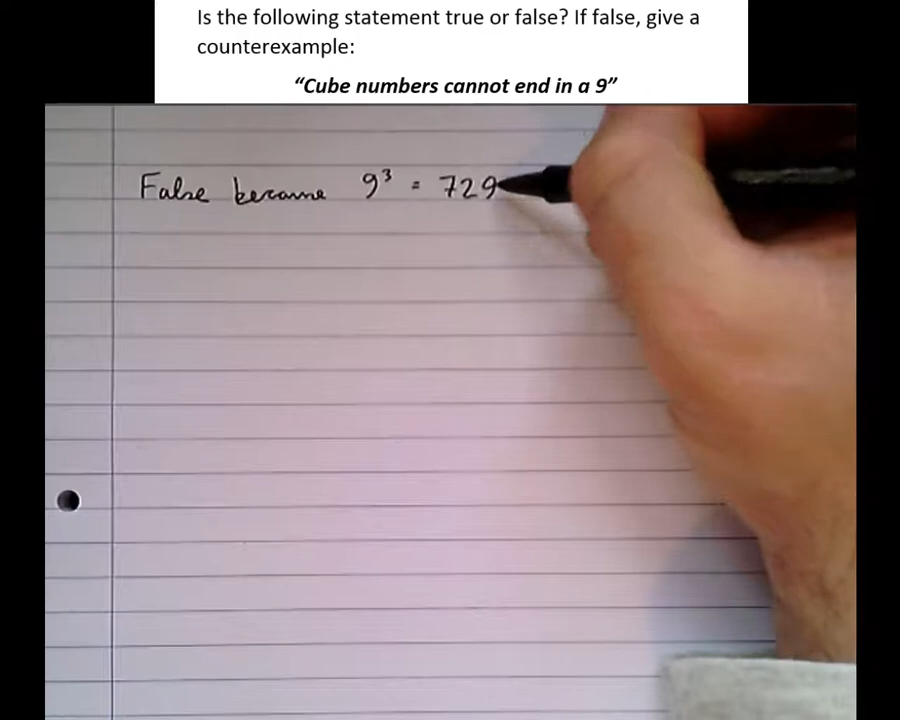 Is the following statement true or false? If false, give a
counterexample:
“Cube numbers cannot end in a 9”
False because 9³ = 729